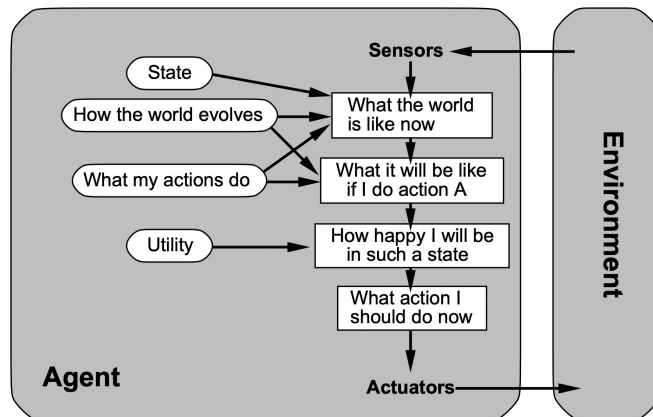 Sensors
State
How the world evolves
What the world
is like now
What my actions do
What it will be like
if I do action A
Utility
How happy I will be
in such a state
What action I
should do now
Agent
Actuators
Environment